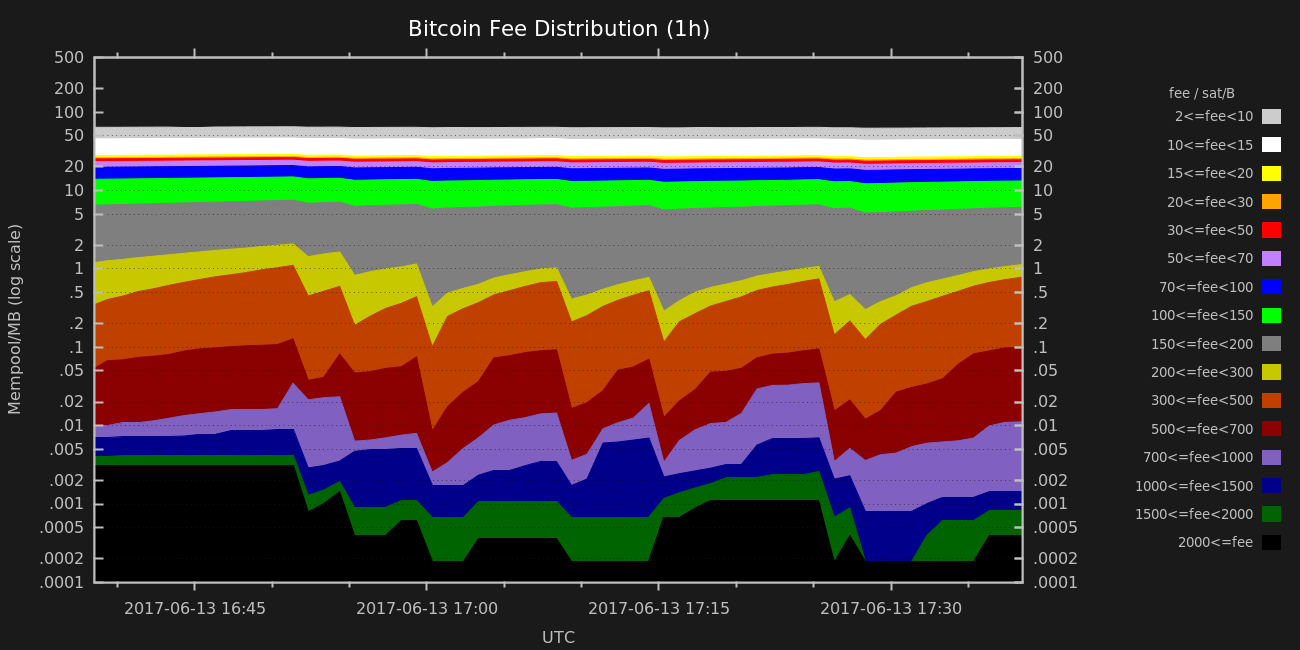 Bitcoin Fee Distribution (1h)
500 500
200 200
100 100
50 50
20 20
10 10
5 5
2 2
1 1
.5 .5
.2 .2
.1 .1
.05 .05
.02 .02
.01 .01
.005 .005
.002 .002
.001 .001
.0005 .0005
.0002 .0002
.0001 .0001
Mempool/MB (log scale)
2017-06-13 16:45 2017-06-13 17:00 2017-06-13 17:15 2017-06-13 17:30
UTC
fee / sat/B
2<=fee<10
10<=fee<15
15<=fee<20
20<=fee<30
30<=fee<50
50<=fee<70
70<=fee<100
100<=fee<150
150<=fee<200
200<=fee<300
300<=fee<500
500<=fee<700
700<=fee<1000
1000<=fee<1500
1500<=fee<2000
2000<=fee